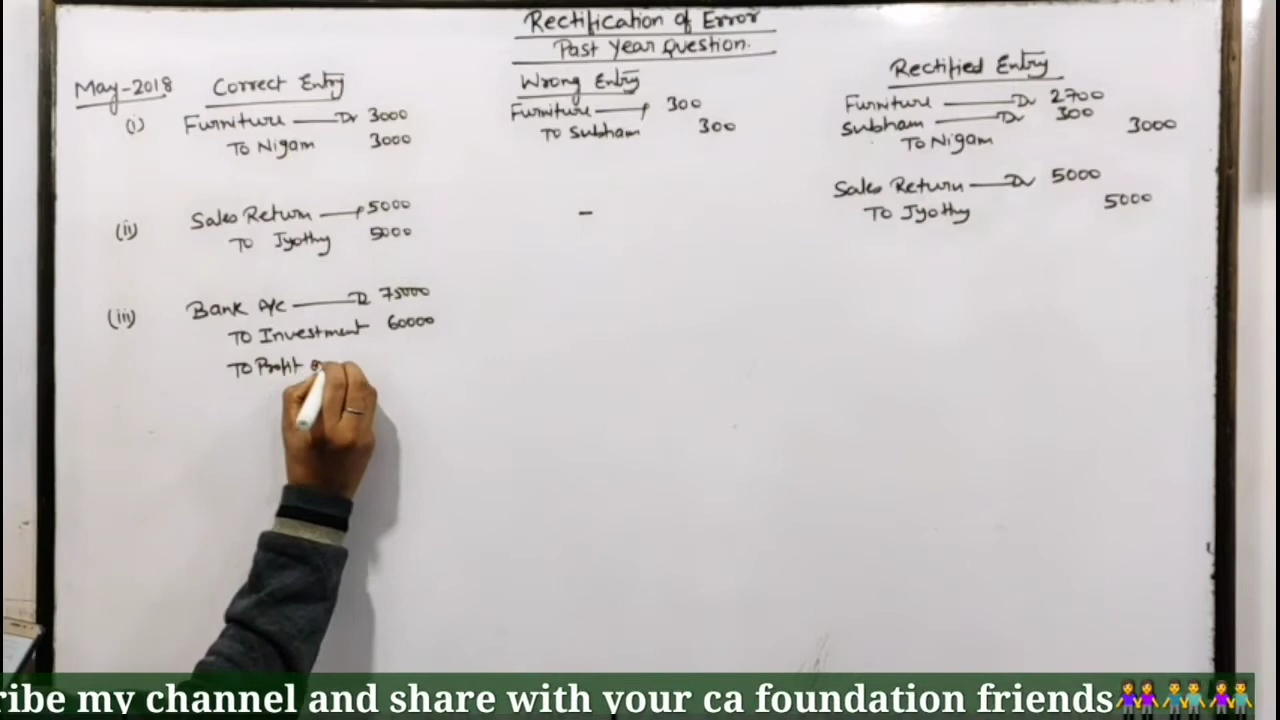 Rectification of Error
Past Year Question.
May-2018 Correct Entry Wrong Entry Rectified Entry
(i) Furniture Dr 3000
To Nigam 3000
Furniture 300
To Subham 300
Furniture Dr 2700
Subham Dr 300
To Nigam 3000
(ii) Sales Return 5000
To Jyothy 5000
-
Sales Return Dr 5000
To Jyothy 5000
(iii) Bank A/c D 75000
To Investment 60000
To Profit
ribe my channel and share with your ca foundation friends